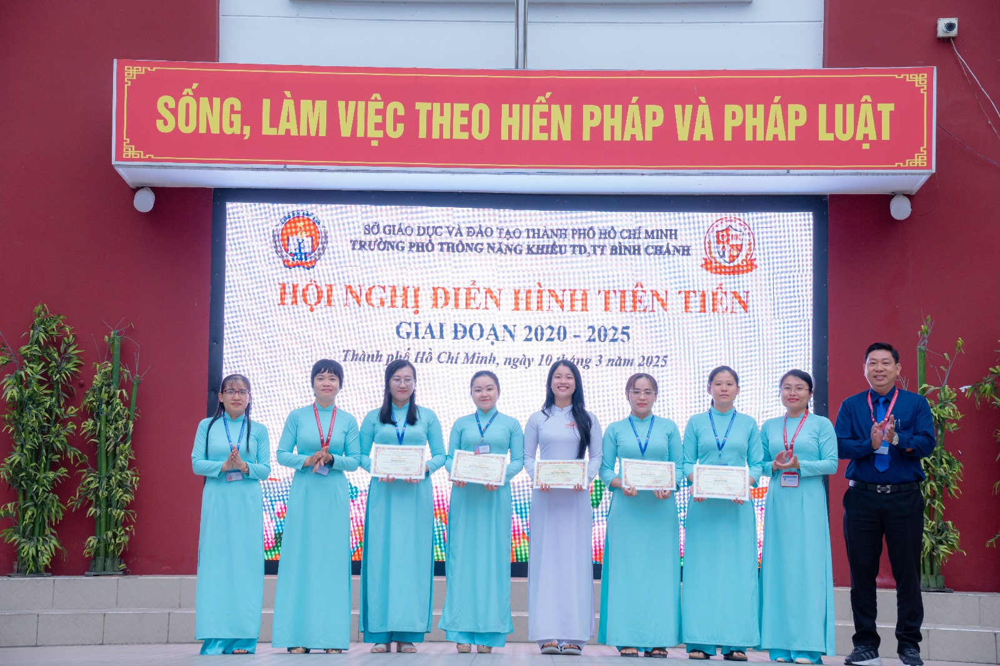 SỐNG, LÀM VIỆC THEO HIẾN PHÁP VÀ PHÁP LUẬT
SỞ GIÁO DỤC VÀ ĐÀO TẠO THÀNH PHỐ HỒ CHÍ MINH
TRƯỜNG PHỔ THÔNG NĂNG KHIẾU TD,TT BÌNH CHÁNH
HỘI NGHỊ ĐIỂN HÌNH TIÊN TIẾN
GIAI ĐOẠN 2020 - 2025
Thành phố Hồ Chí Minh, ngày 10 tháng 3 năm 2025